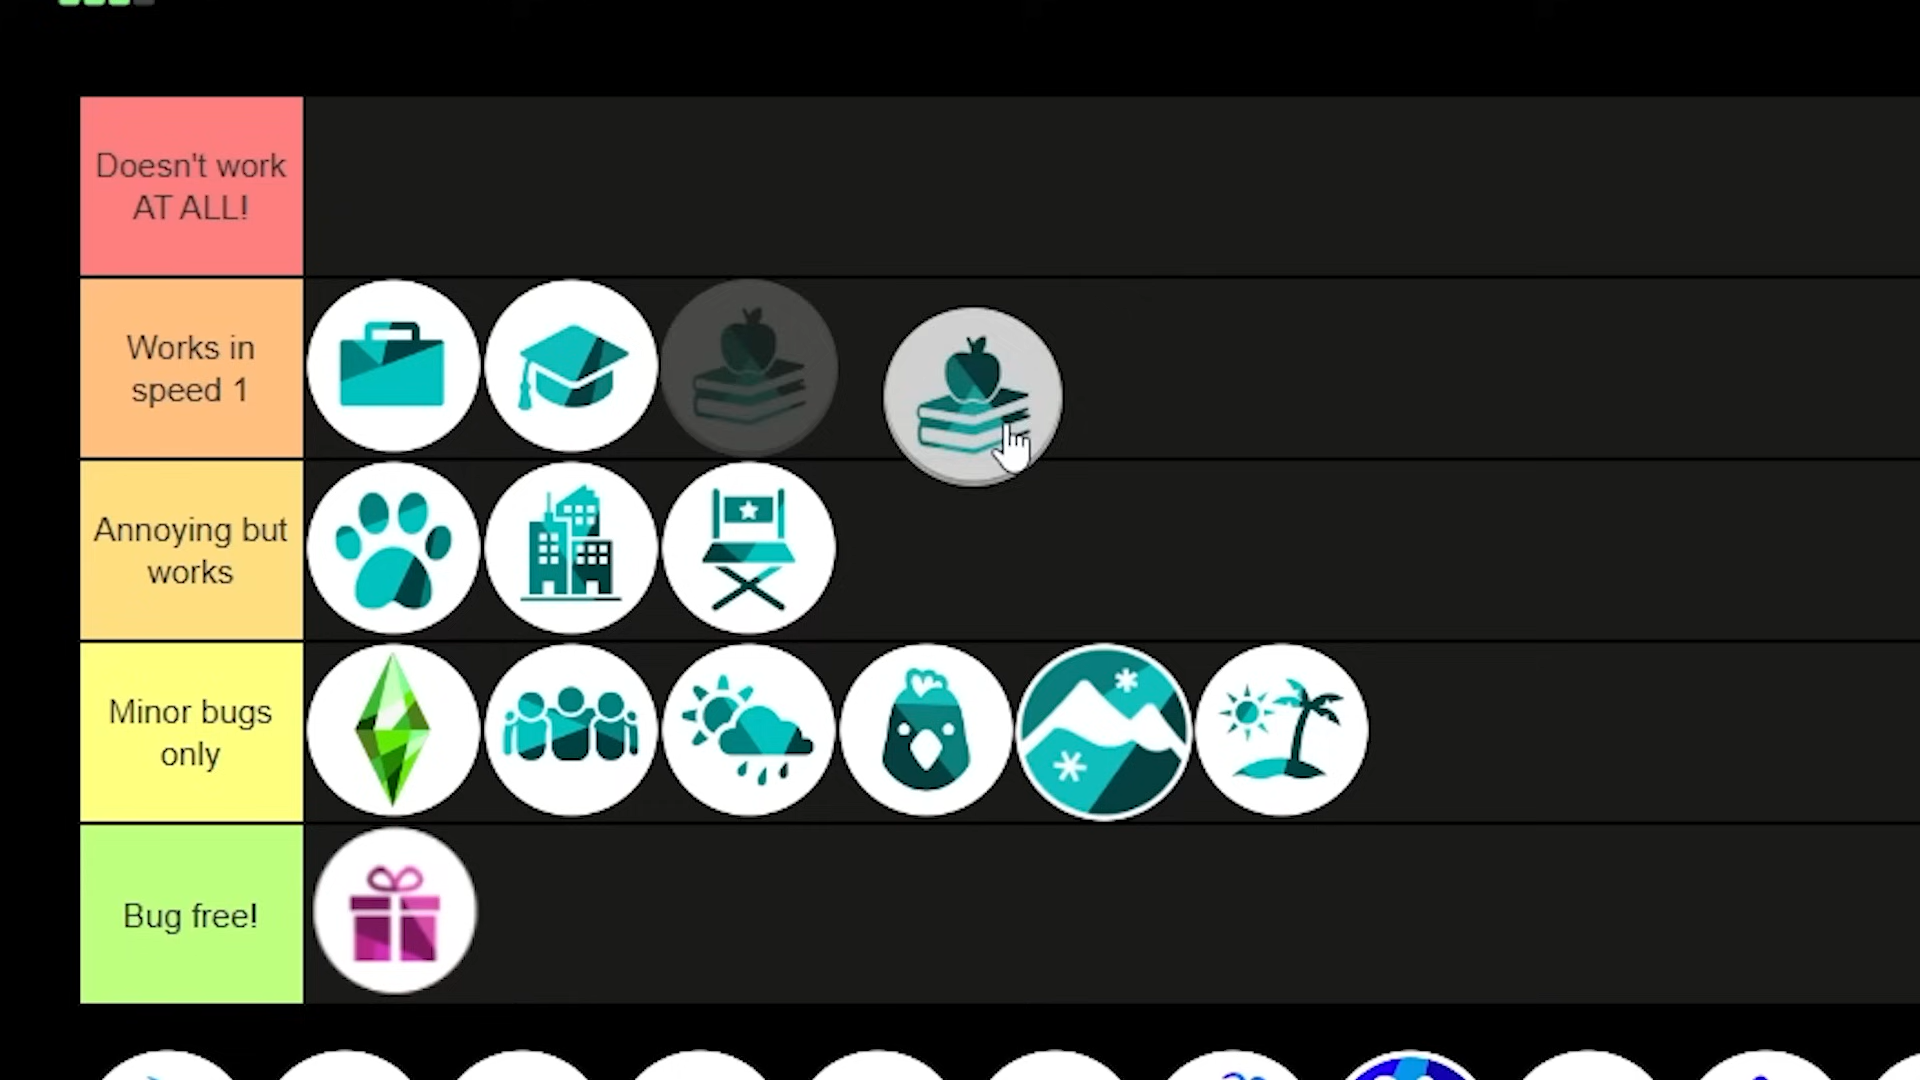 Doesn't work
AT ALL!
Works in
speed 1
Annoying but
works
Minor bugs
only
Bug free!